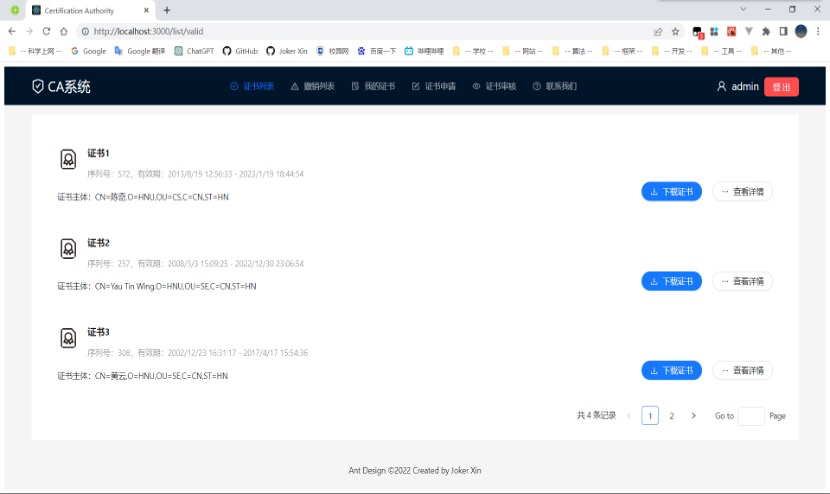 Certification Authority
http://localhost:3000/list/valid
-- 科学上网 -- Google Google 翻译 ChatGPT GitHub Joker Xin 校园网 百度一下 哔哩哔哩 -- 学校 -- -- 网站 -- -- 算法 -- -- 框架 -- -- 开发 -- -- 工具 -- -- 其他 --
CA系统 证书列表 撤销列表 我的证书 证书申请 证书审核 联系我们 admin 登 出
证书1
序列号：572，有效期：2013/8/19 12:56:33 - 2023/1/19 18:44:54
证书主体：CN=陈奇,O=HNU,OU=CS,C=CN,ST=HN
下载证书 查看详情
证书2
序列号：257，有效期：2008/3/3 15:09:25 - 2022/12/30 23:06:54
证书主体：CN=Yau Tin Wing,O=HNU,OU=SE,C=CN,ST=HN
下载证书 查看详情
证书3
序列号：308，有效期：2002/12/23 16:31:17 - 2017/4/17 15:54:36
证书主体：CN=黄云,O=HNU,OU=SE,C=CN,ST=HN
下载证书 查看详情
共 4 条记录 1 2 Go to Page
Ant Design ©2022 Created by Joker Xin